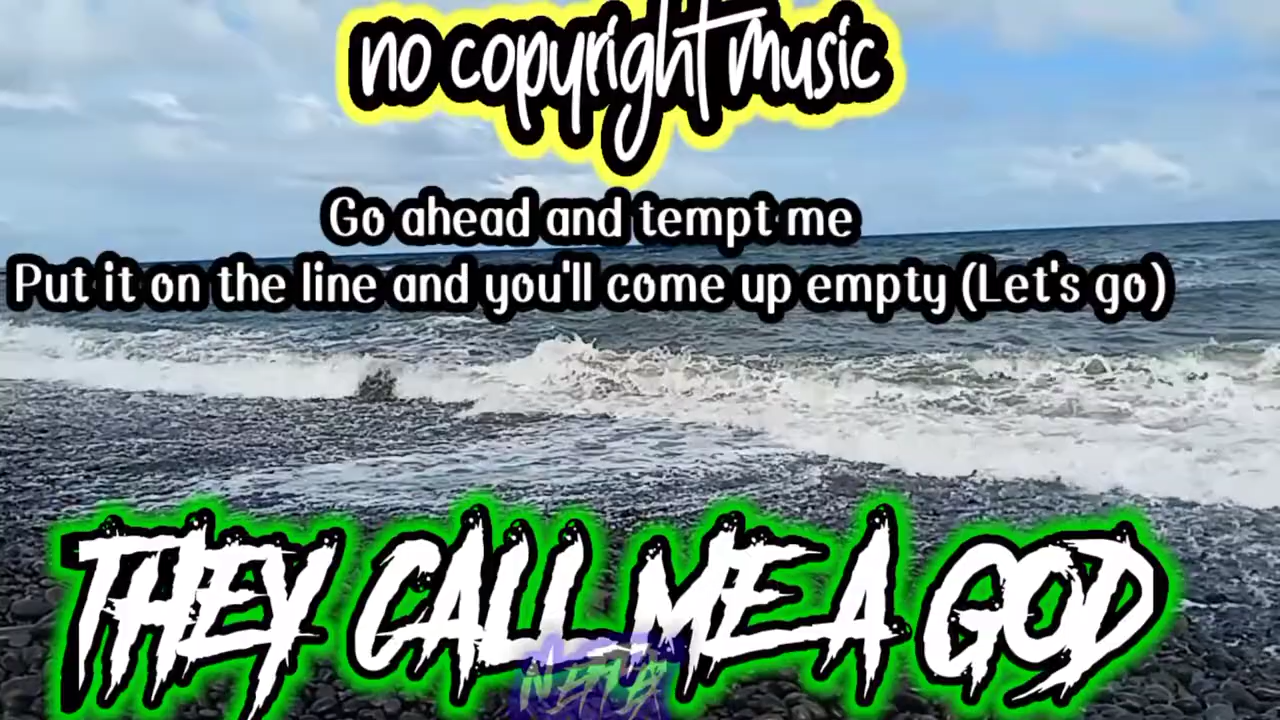 no copyright music
Go ahead and tempt me
Put it on the line and you'll come up empty (Let's go)
THEY CALL ME A GOD